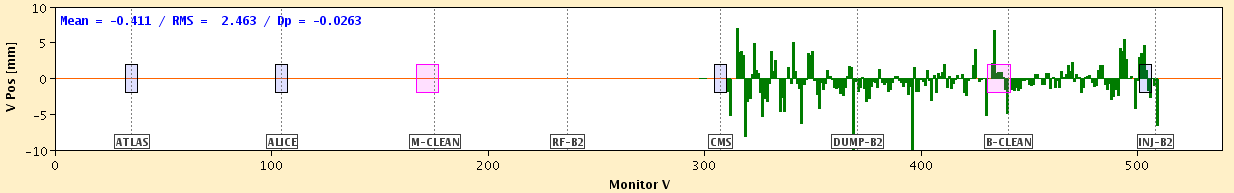 10
Mean = -0.411 / RMS = 2.463 / Dp = -0.0263
5
V Pos [mm]
0
-5
ATLAS ALICE M-CLEAN RF-B2 CMS DUMP-B2 B-CLEAN INJ-B2
-10
0 100 200 300 400 500
Monitor V